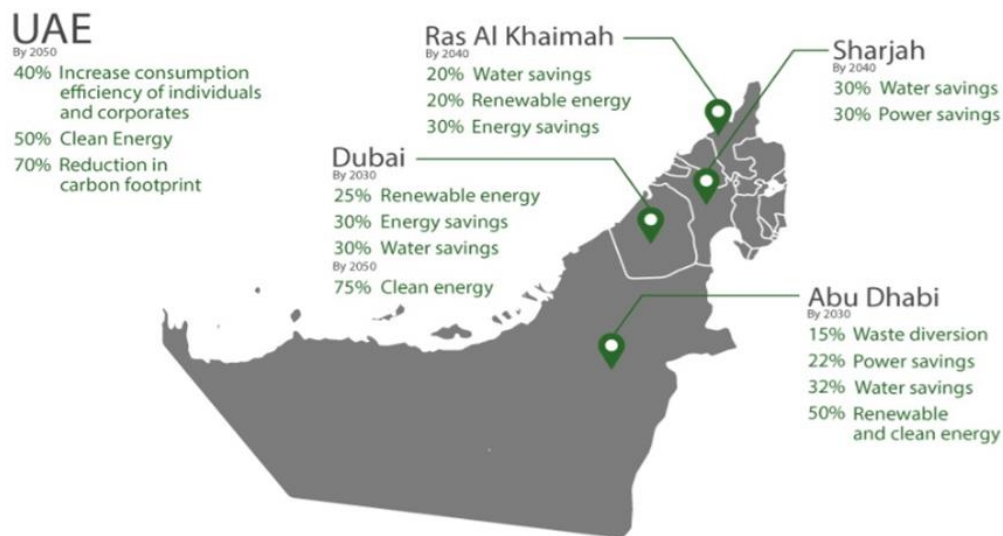 UAE
By 2050
40% Increase consumption
efficiency of individuals
and corporates
50% Clean Energy
70% Reduction in
carbon footprint
Ras Al Khaimah
By 2040
20% Water savings
20% Renewable energy
30% Energy savings
Sharjah
By 2040
30% Water savings
30% Power savings
Dubai
By 2030
25% Renewable energy
30% Energy savings
30% Water savings
By 2050
75% Clean energy
Abu Dhabi
By 2030
15% Waste diversion
22% Power savings
32% Water savings
50% Renewable
and clean energy